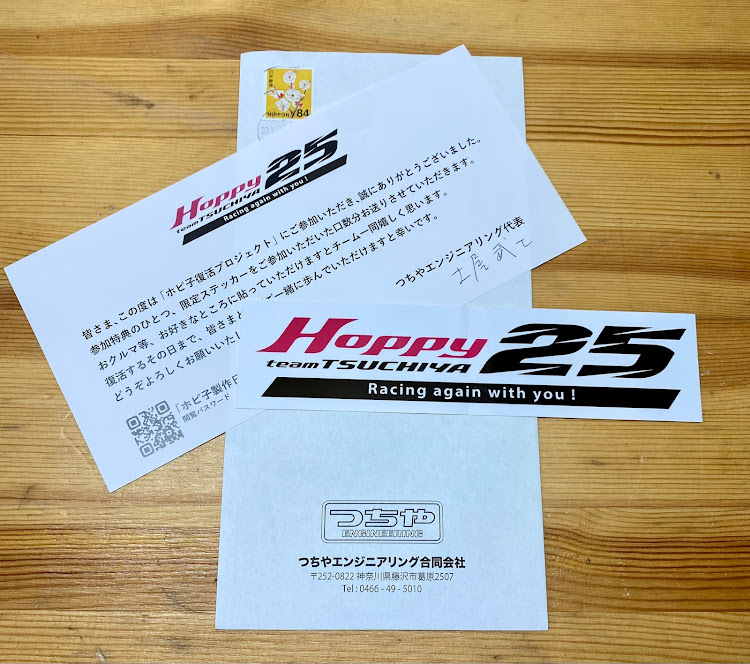 日本郵便
NIPPON
¥84
Hoppy 25
team TSUCHIYA
Racing again with you !
皆さま、この度は「ホピ子復活プロジェクト」にご参加いただき、誠にありがとうございました。
参加特典のひとつ、限定ステッカーをご参加いただいた口数分お送りさせていただきます。
おクルマ等、お好きなところに貼っていただけますとチーム一同嬉しく思います。
復活するその日まで、皆さまと ご一緒に歩んでいただけますと幸いです。
どうぞよろしくお願いいた
つちやエンジニアリング代表
土屋武士
「ホピ子製作日
閲覧パスワード
Hoppy 25
team TSUCHIYA
Racing again with you !
つちや
ENGINEERING
つちやエンジニアリング合同会社
〒252-0822 神奈川県藤沢市葛原2507
Tel : 0466 - 49 - 5010